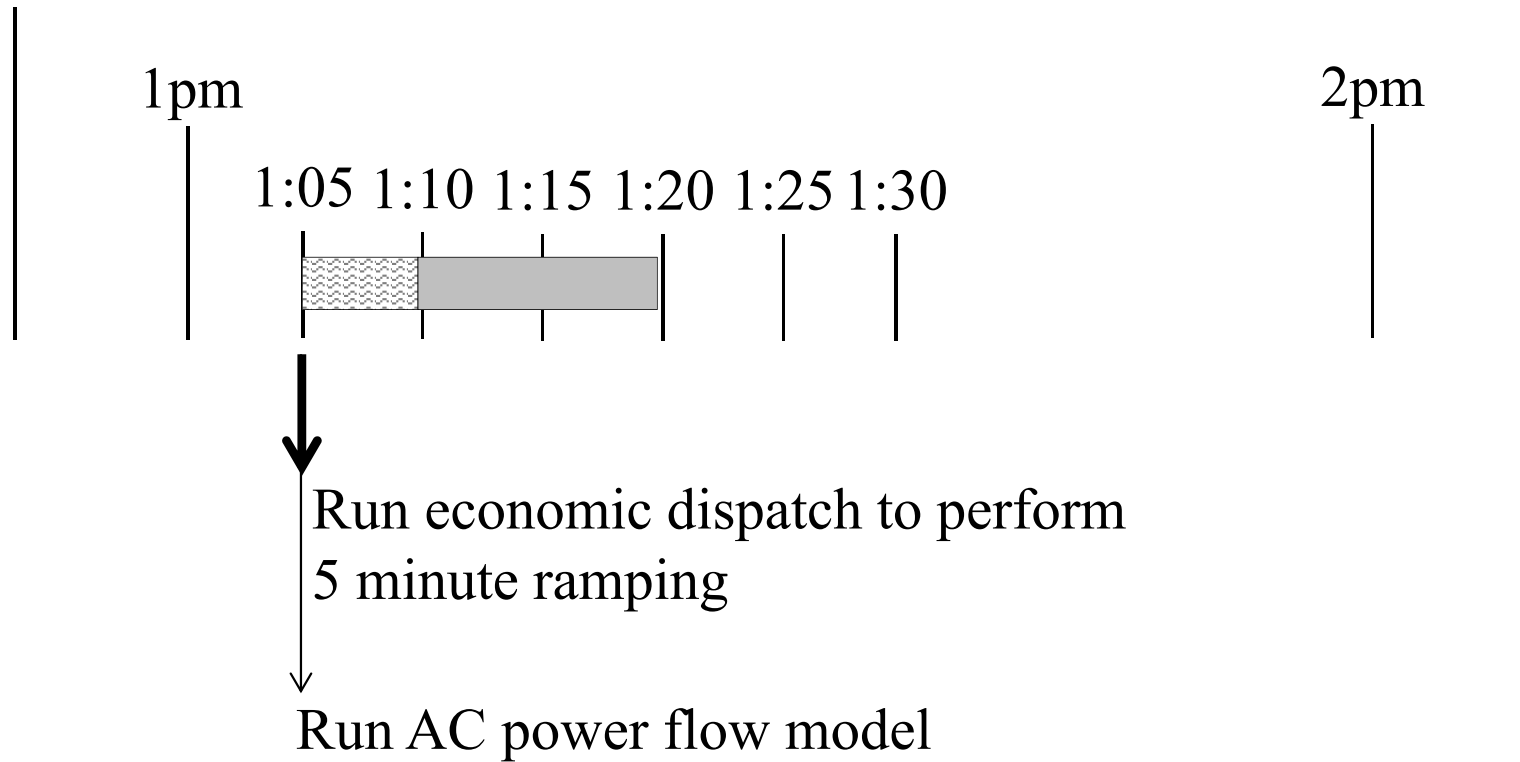 1pm 2pm
1:05 1:10 1:15 1:20 1:25 1:30
Run economic dispatch to perform
5 minute ramping
Run AC power flow model